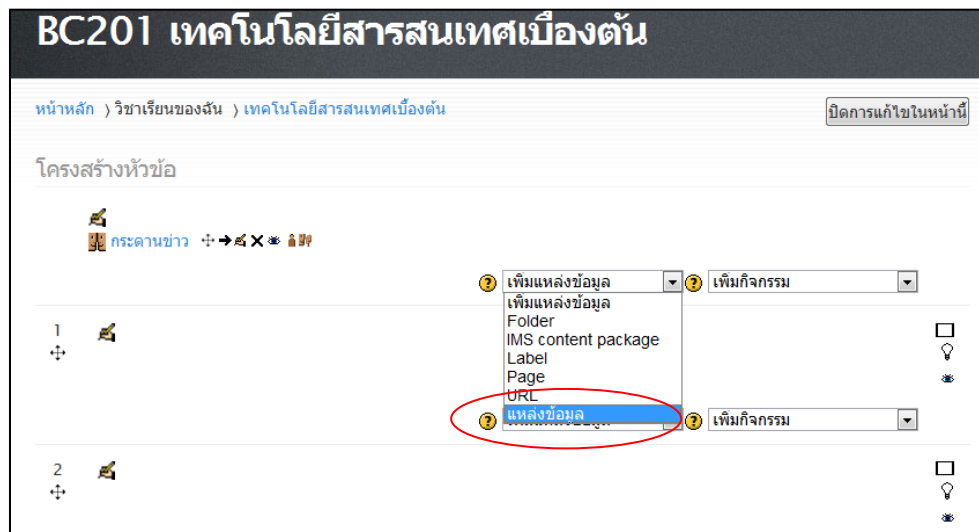 BC201 เทคโนโลยีสารสนเทศเบื้องต้น
หน้าหลัก 〉วิชาเรียนของฉัน 〉เทคโนโลยีสารสนเทศเบื้องต้น
ปิดการแก้ไขในหน้านี้
โครงสร้างหัวข้อ
กระดานข่าว
เพิ่มแหล่งข้อมูล เพิ่มกิจกรรม
เพิ่มแหล่งข้อมูล
Folder
IMS content package
Label
Page
URL
แหล่งข้อมูล
1
เพิ่มกิจกรรม
2